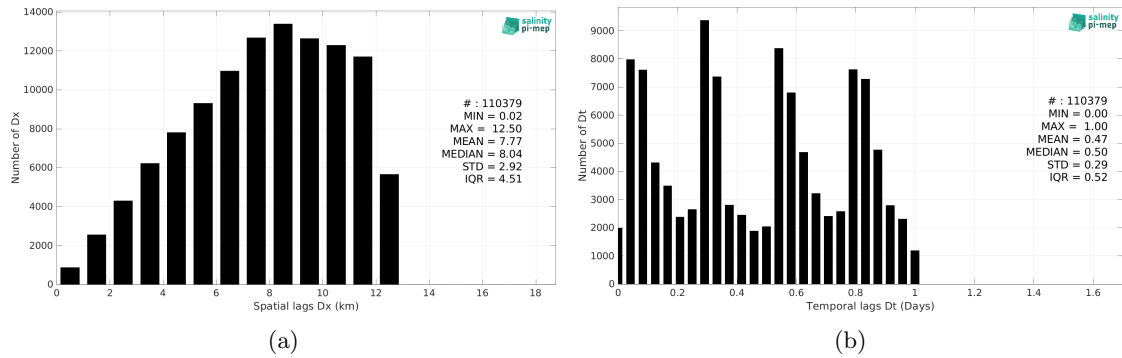 14000
12000
10000
8000
6000
4000
2000
0
Number of Dx
0 2 4 6 8 10 12 14 16 18
Spatial lags Dx (km)
salinity
pi-mep
# : 110379
MIN = 0.02
MAX = 12.50
MEAN = 7.77
MEDIAN = 8.04
STD = 2.92
IQR = 4.51
(a)
9000
8000
7000
6000
5000
4000
3000
2000
1000
0
Number of Dt
0 0.2 0.4 0.6 0.8 1 1.2 1.4 1.6
Temporal lags Dt (Days)
salinity
pi-mep
# : 110379
MIN = 0.00
MAX = 1.00
MEAN = 0.47
MEDIAN = 0.50
STD = 0.29
IQR = 0.52
(b)